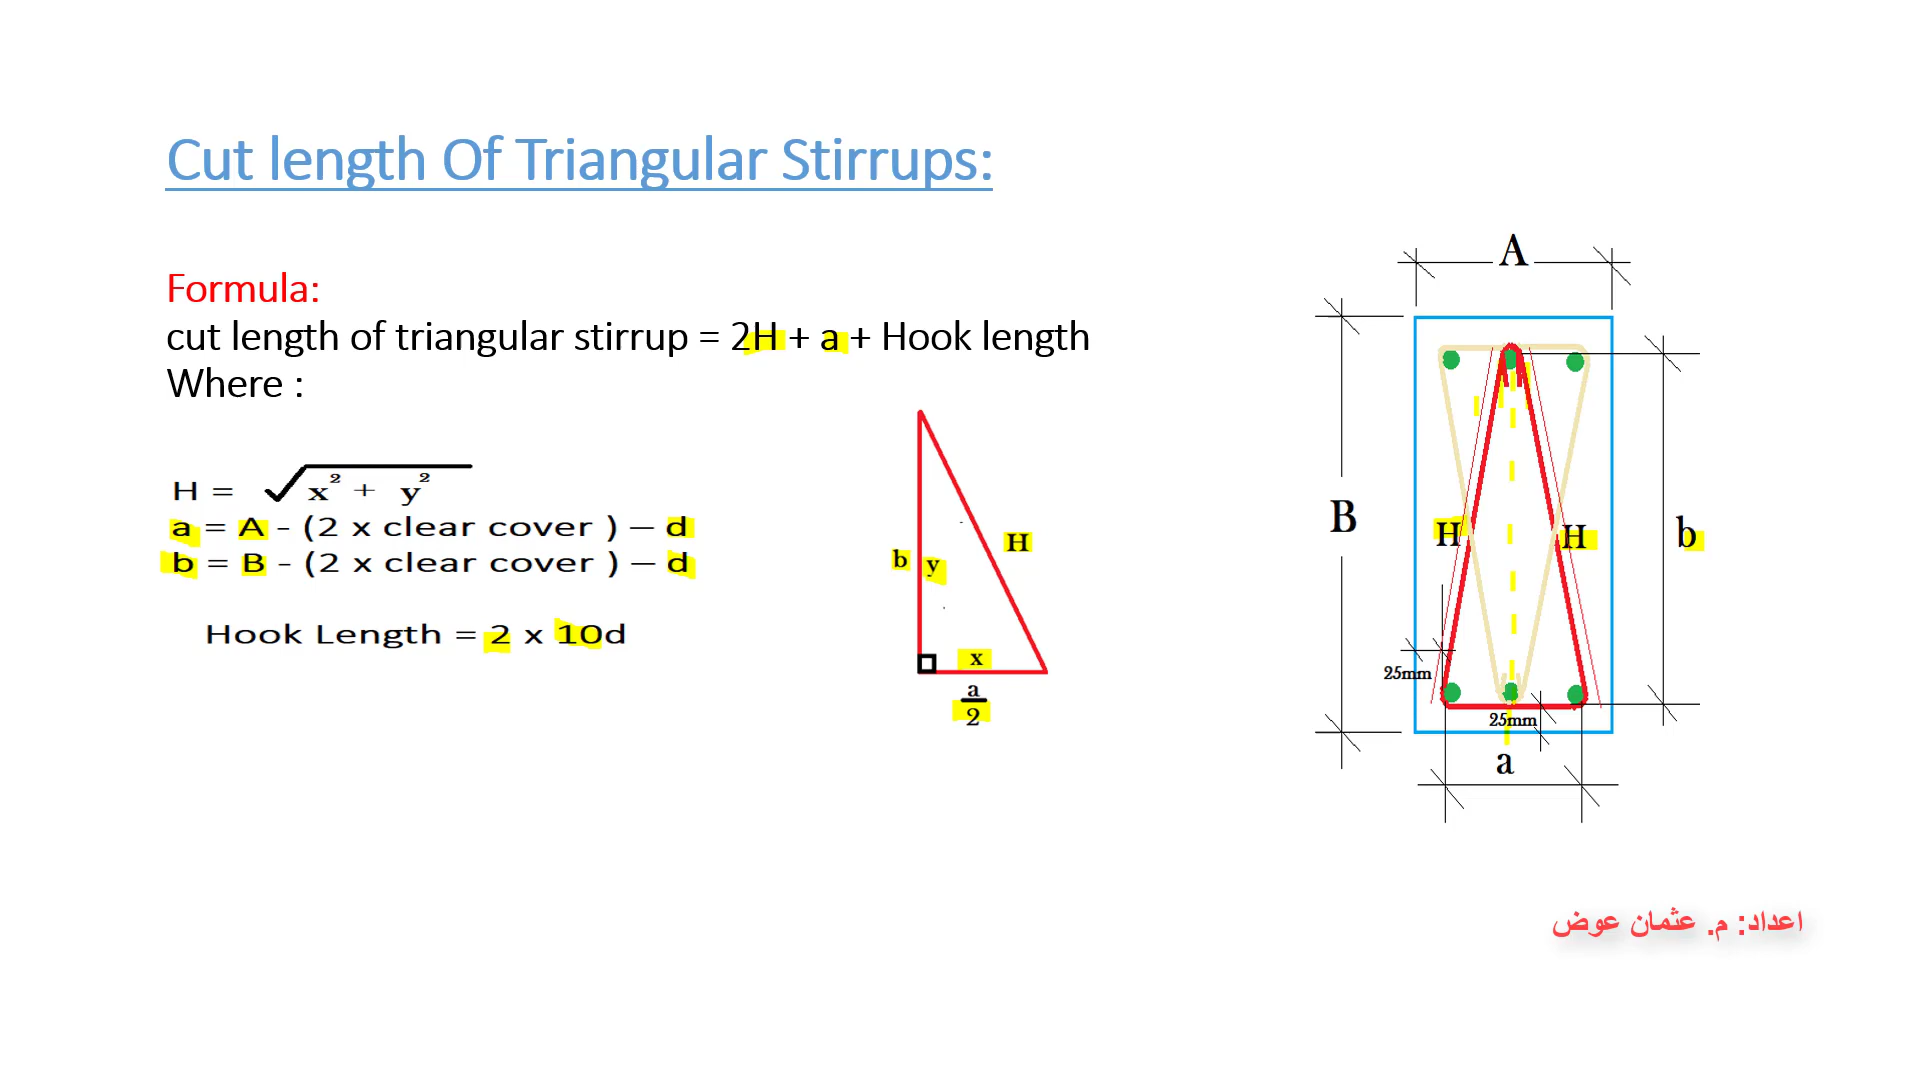 Cut length Of Triangular Stirrups:
Formula:
cut length of triangular stirrup = 2H + a + Hook length
Where :
H = √ x² + y²
a = A - (2 x clear cover ) – d
b = B - (2 x clear cover ) – d
Hook Length = 2 x 10d
b
y
H
x
a
2
A
B
H
H
b
25mm
25mm
a
اعداد: م. عثمان عوض